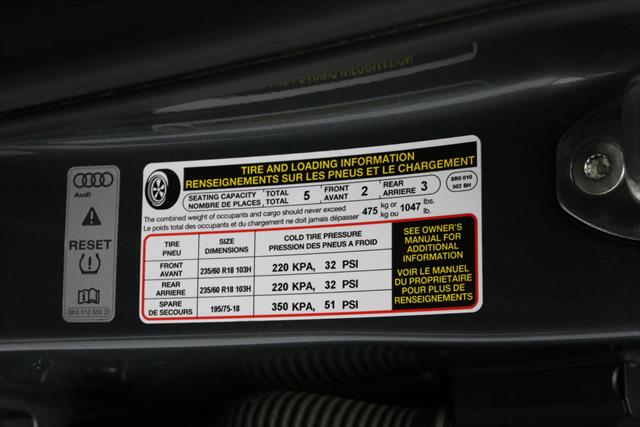 TIRE AND LOADING INFORMATION
RENSEIGNEMENTS SUR LES PNEUS ET LE CHARGEMENT
SEATING CAPACITY TOTAL 5 FRONT 2 REAR 3
NOMBRE DE PLACES TOTAL AVANT ARRIERE
8R0 010
502 BH
The combined weight of occupants and cargo should never exceed 475 kg or 1047 lbs.
Le poids total des occupants et du chargement ne doit jamais dépasser kg ou lb.
TIRE SIZE COLD TIRE PRESSURE
PNEU DIMENSIONS PRESSION DES PNEUS A FROID
FRONT
AVANT 235/60 R18 103H 220 KPA, 32 PSI
REAR
ARRIERE 235/60 R18 103H 220 KPA, 32 PSI
SPARE
DE SECOURS 195/75-18 350 KPA, 51 PSI
SEE OWNER'S
MANUAL FOR
ADDITIONAL
INFORMATION
VOIR LE MANUEL
DU PROPRIETAIRE
POUR PLUS DE
RENSEIGNEMENTS
Audi
RESET
8K0 010 500 D